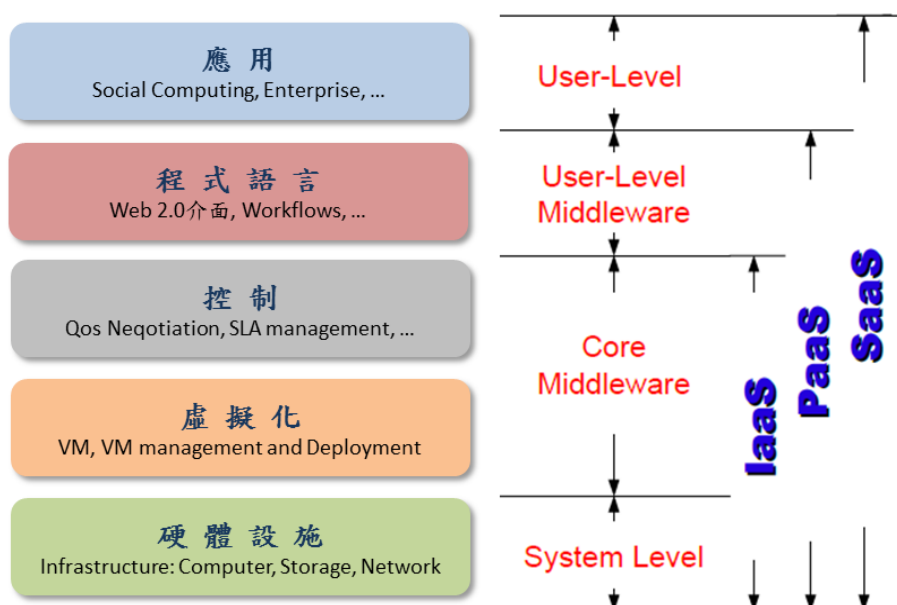 應用
Social Computing, Enterprise, ...
程式語言
Web 2.0介面, Workflows, ...
控制
Qos Neqotiation, SLA management, ...
虛擬化
VM, VM management and Deployment
硬體設施
Infrastructure: Computer, Storage, Network
User-Level
User-Level
Middleware
Core
Middleware
System Level
IaaS
PaaS
SaaS